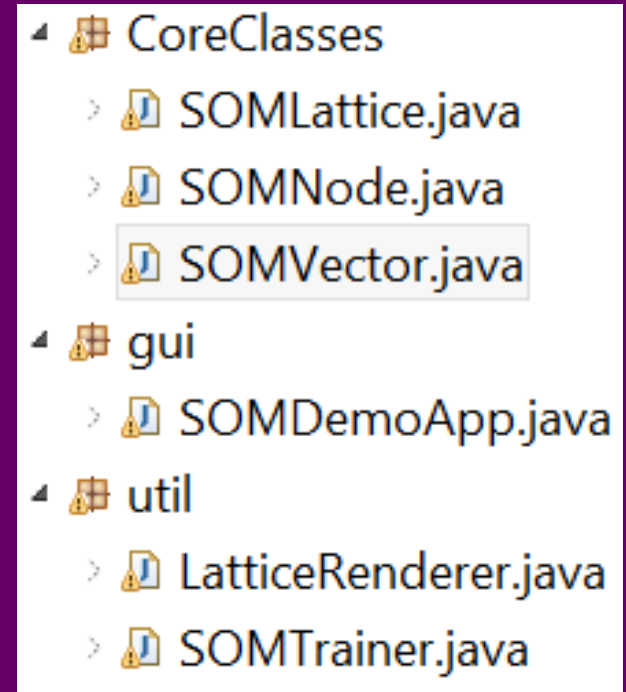 CoreClasses
SOMLattice.java
SOMNode.java
SOMVector.java
gui
SOMDemoApp.java
util
LatticeRenderer.java
SOMTrainer.java